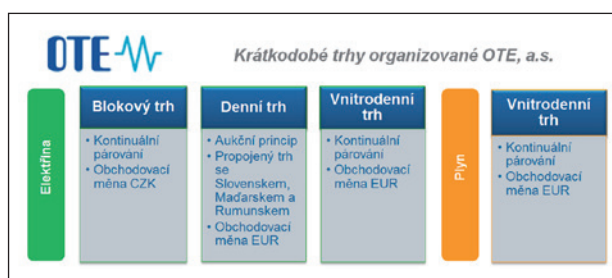 OTE
Krátkodobé trhy organizované OTE, a.s.
Elektřina
Blokový trh
• Kontinuální
párování
• Obchodovací
měna CZK
Denní trh
• Aukční princip
• Propojený trh
se
Slovenskem,
Maďarskem a
Rumunskem
• Obchodovací
měna EUR
Vnitrodenní
trh
• Kontinuální
párování
• Obchodovací
měna EUR
Plyn
Vnitrodenní
trh
• Kontinuální
párování
• Obchodovací
měna EUR